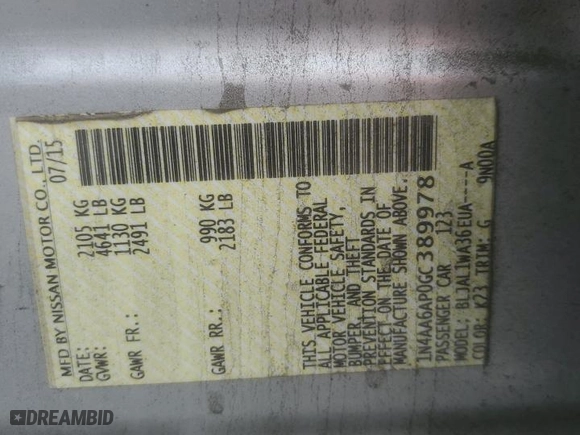 MFD BY NISSAN MOTOR CO., LTD.
DATE: 07/15
GVWR: 2105 KG
4641 LB
GAWR FR.: 1130 KG
2491 LB
GAWR RR.: 990 KG
2183 LB
THIS VEHICLE CONFORMS TO
ALL APPLICABLE FEDERAL
MOTOR VEHICLE SAFETY,
BUMPER, AND THEFT
PREVENTION STANDARDS IN
EFFECT ON THE DATE OF
MANUFACTURE SHOWN ABOVE.
1N4AA6AP0GC389978
PASSENGER CAR 123
MODEL: BLJAL1WA36EUA----A
COLOR: K23 TRIM: G 9N00A
DREAMBID